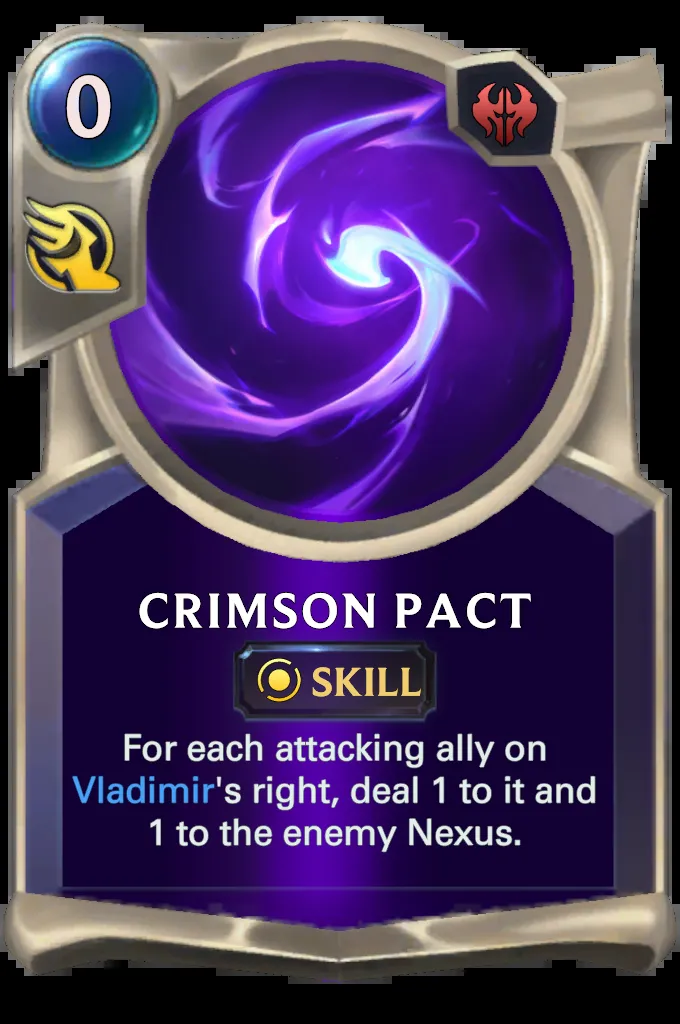 0
CRIMSON PACT
SKILL
For each attacking ally on
Vladimir's right, deal 1 to it and
1 to the enemy Nexus.